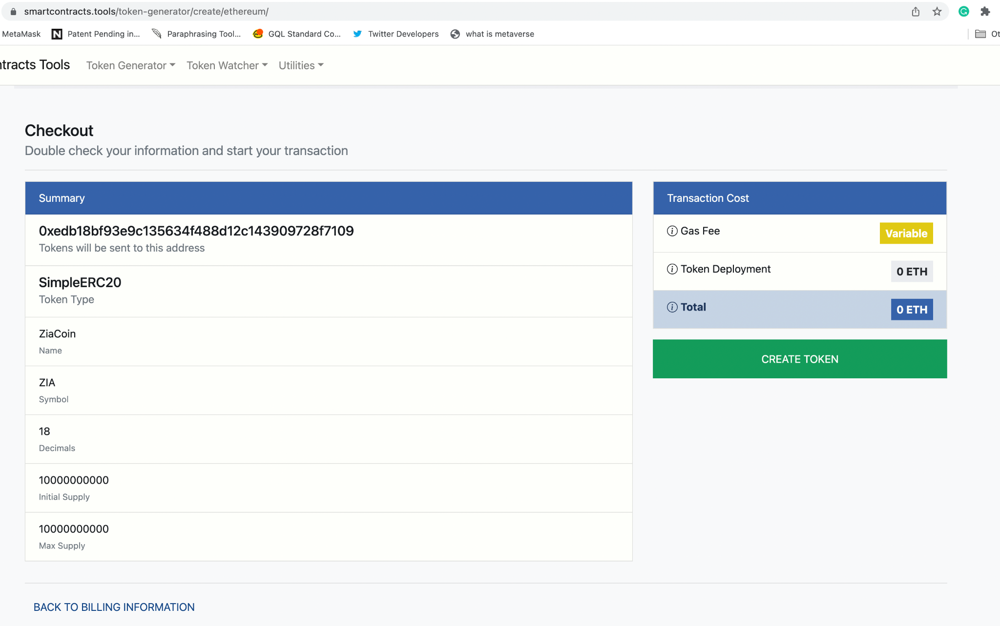 smartcontracts.tools/token-generator/create/ethereum/
MetaMask Patent Pending in... Paraphrasing Tool... GQL Standard Co... Twitter Developers what is metaverse Ot
ntracts Tools Token Generator Token Watcher Utilities
Checkout
Double check your information and start your transaction
Summary
0xedb18bf93e9c135634f488d12c143909728f7109
Tokens will be sent to this address
SimpleERC20
Token Type
ZiaCoin
Name
ZIA
Symbol
18
Decimals
10000000000
Initial Supply
10000000000
Max Supply
Transaction Cost
Gas Fee Variable
Token Deployment 0 ETH
Total 0 ETH
CREATE TOKEN
BACK TO BILLING INFORMATION